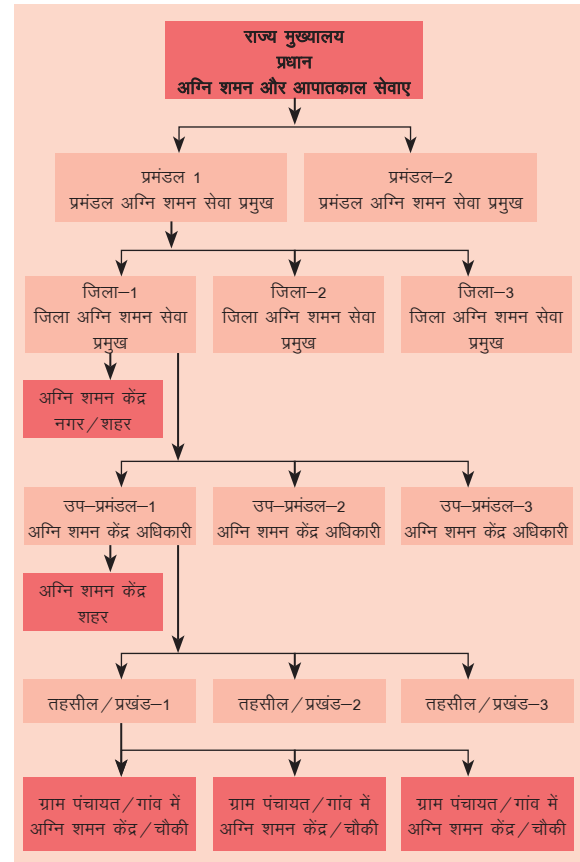 राज्य मुख्यालय
प्रधान
अग्नि शमन और आपातकाल सेवाए
प्रमंडल 1
प्रमंडल अग्नि शमन सेवा प्रमुख
प्रमंडल–2
प्रमंडल अग्नि शमन सेवा प्रमुख
जिला–1
जिला अग्नि शमन सेवा
प्रमुख
जिला–2
जिला अग्नि शमन सेवा
प्रमुख
जिला–3
जिला अग्नि शमन सेवा
प्रमुख
अग्नि शमन केंद्र
नगर/शहर
उप–प्रमंडल–1
अग्नि शमन केंद्र अधिकारी
उप–प्रमंडल–2
अग्नि शमन केंद्र अधिकारी
उप–प्रमंडल–3
अग्नि शमन केंद्र अधिकारी
अग्नि शमन केंद्र
शहर
तहसील/प्रखंड–1
तहसील/प्रखंड–2
तहसील/प्रखंड–3
ग्राम पंचायत/गांव में
अग्नि शमन केंद्र/चौकी
ग्राम पंचायत/गांव में
अग्नि शमन केंद्र/चौकी
ग्राम पंचायत/गांव में
अग्नि शमन केंद्र/चौकी